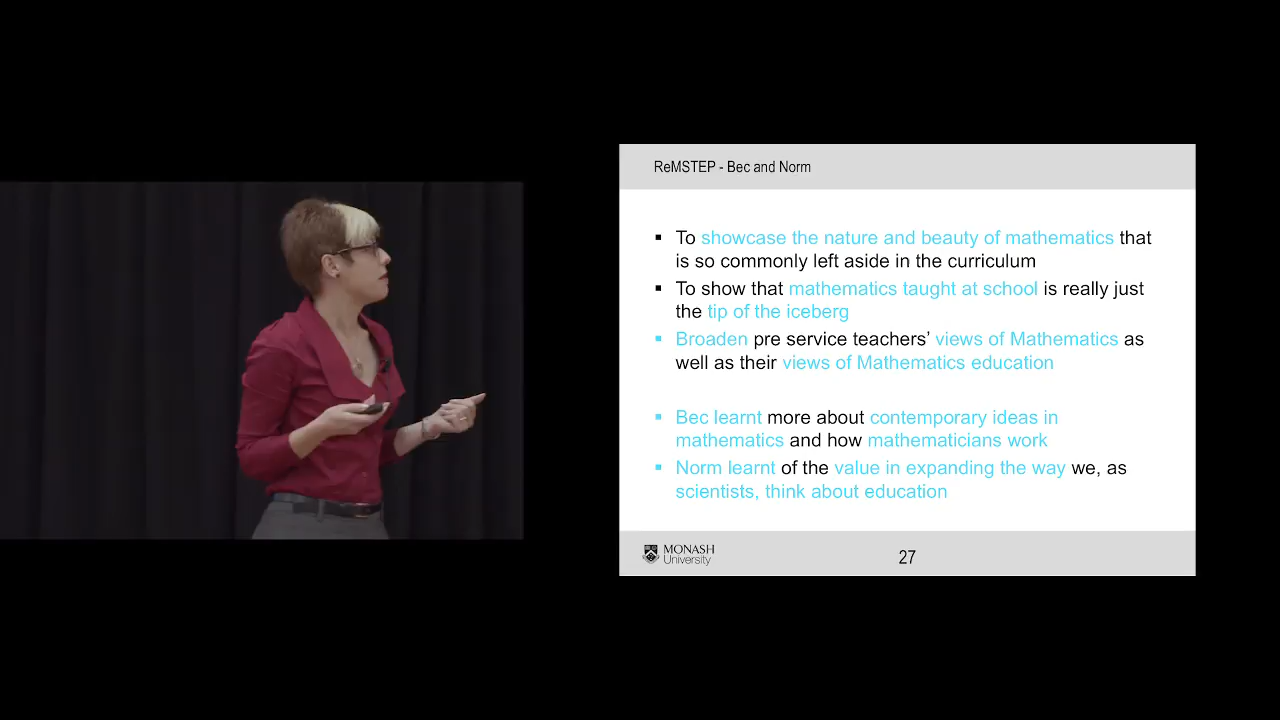 ReMSTEP - Bec and Norm
▪ To showcase the nature and beauty of mathematics that
is so commonly left aside in the curriculum
▪ To show that mathematics taught at school is really just
the tip of the iceberg
▪ Broaden pre service teachers’ views of Mathematics as
well as their views of Mathematics education
▪ Bec learnt more about contemporary ideas in
mathematics and how mathematicians work
▪ Norm learnt of the value in expanding the way we, as
scientists, think about education
MONASH
University
27